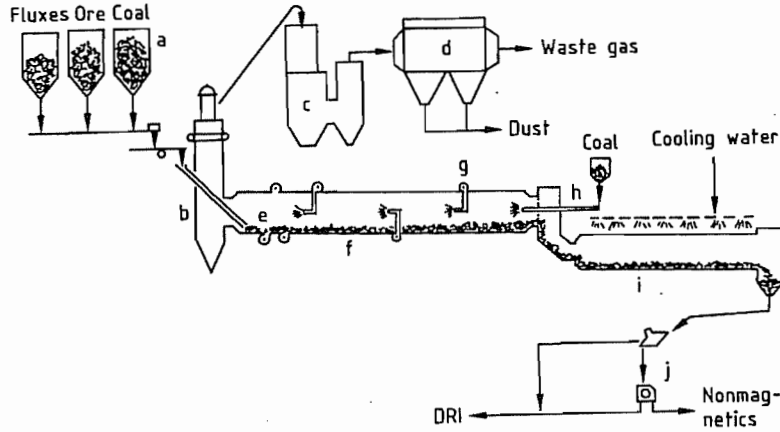 Fluxes Ore Coal
a
d
Waste gas
c
Dust
g
Coal
Cooling water
h
b
e
f
i
j
DRI
Nonmag-
netics